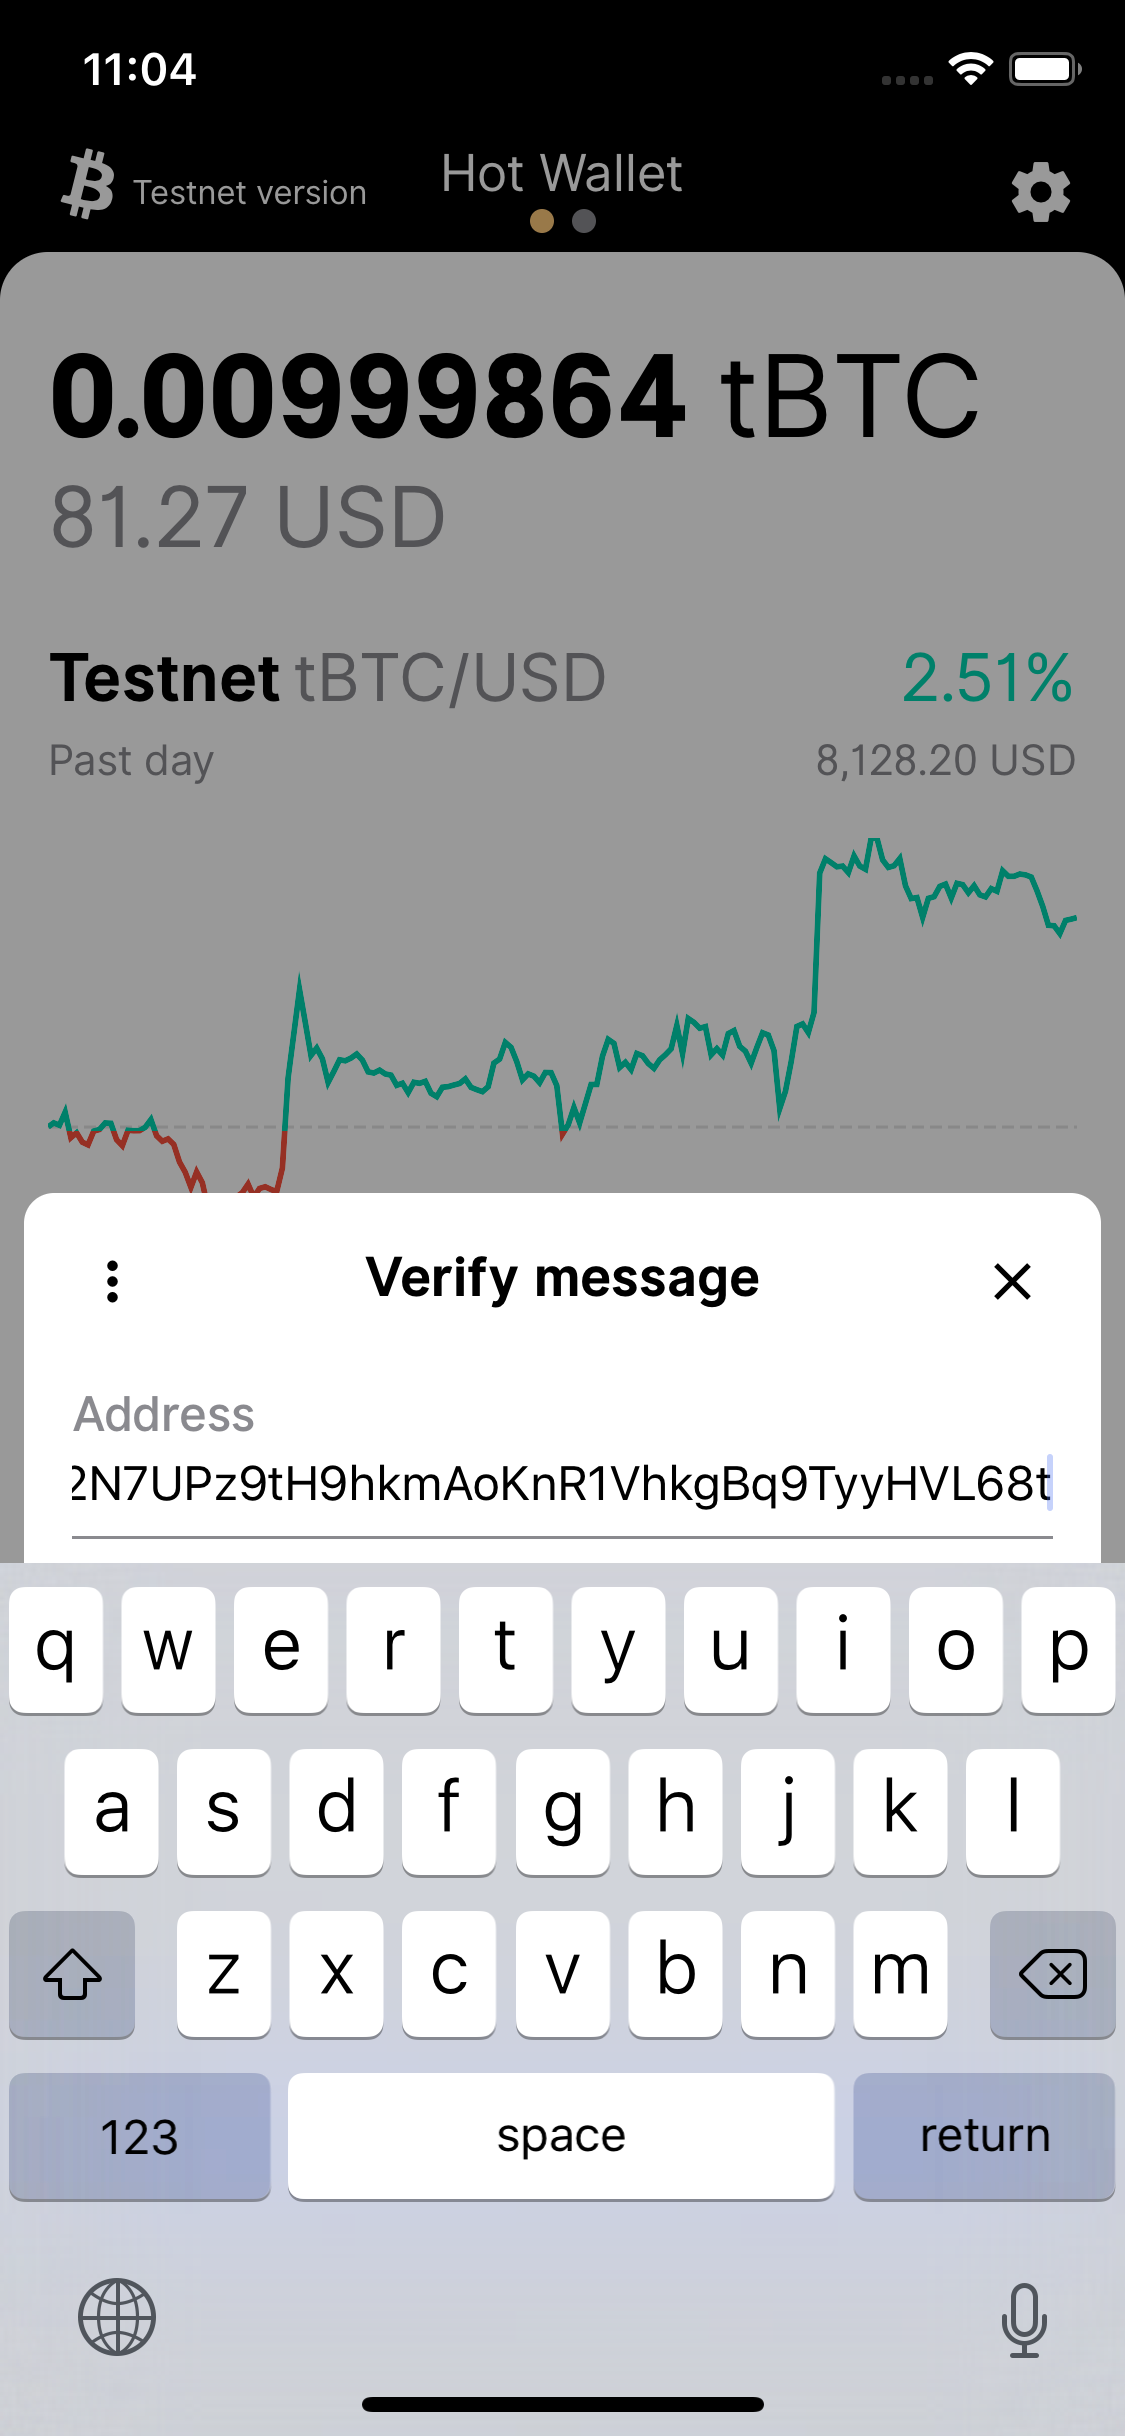 11:04
Testnet version
Hot Wallet
0.00999864 tBTC
81.27 USD
Testnet tBTC/USD 2.51%
Past day 8,128.20 USD
Verify message
Address
2N7UPz9tH9hkmAoKnR1VhkgBq9TyyHVL68t
q w e r t y u i o p
a s d f g h j k l
z x c v b n m
123 space return